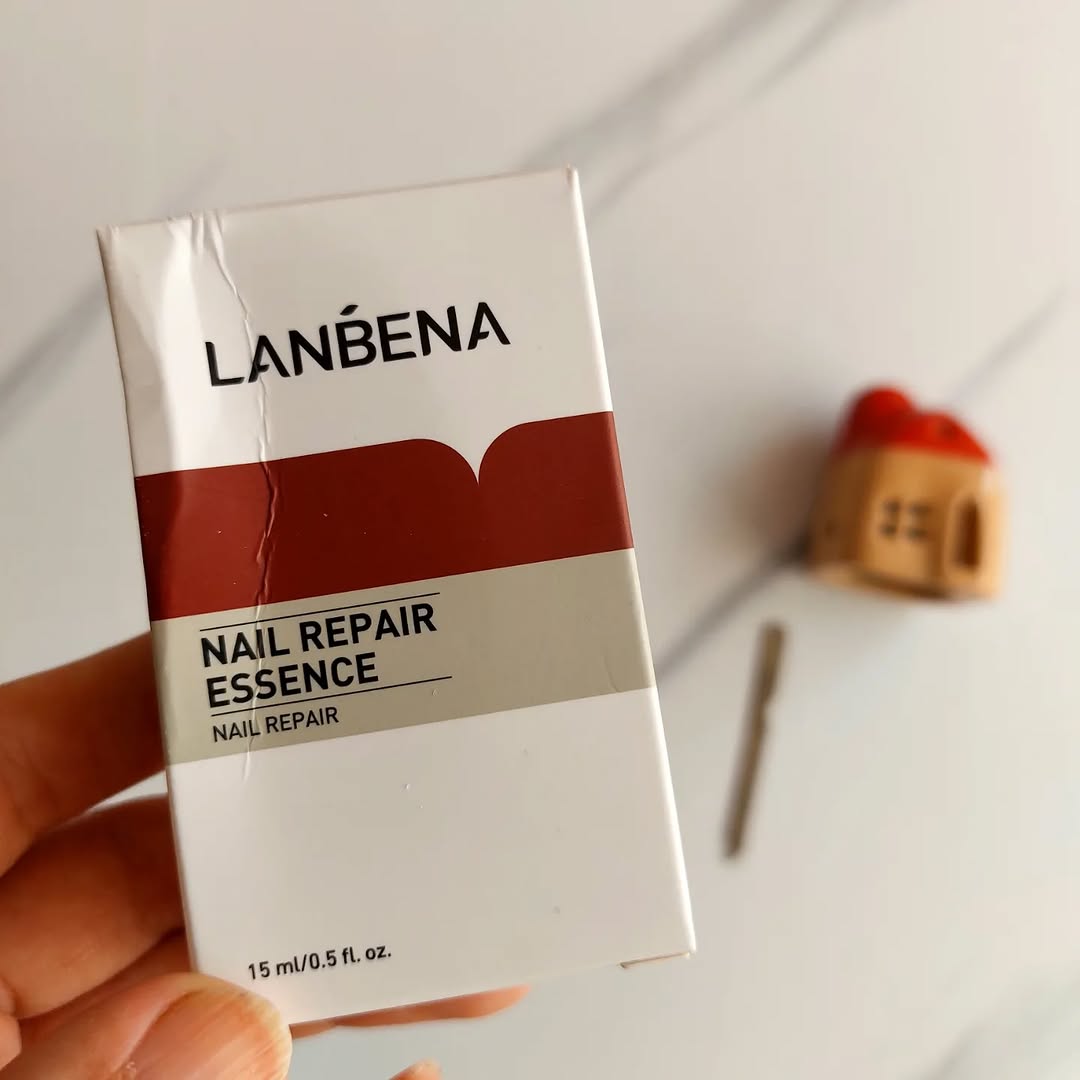 LANBENA
NAIL REPAIR
ESSENCE
NAIL REPAIR
15 ml/0.5 fl. oz.